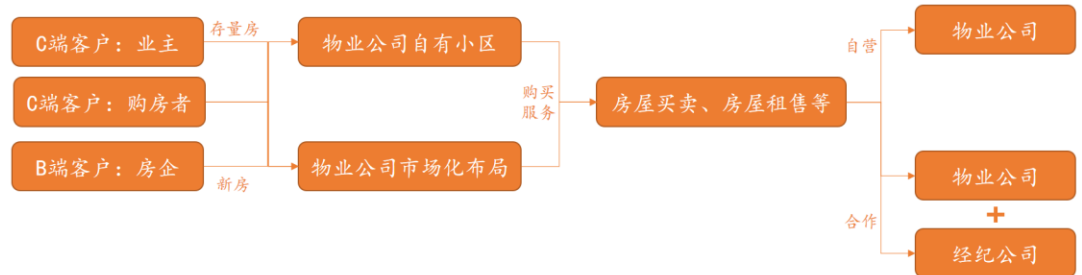 C端客户：业主
存量房
物业公司自有小区
C端客户：购房者
B端客户：房企
新房
物业公司市场化布局
购买
服务
房屋买卖、房屋租售等
自营
物业公司
合作
物业公司
+
经纪公司